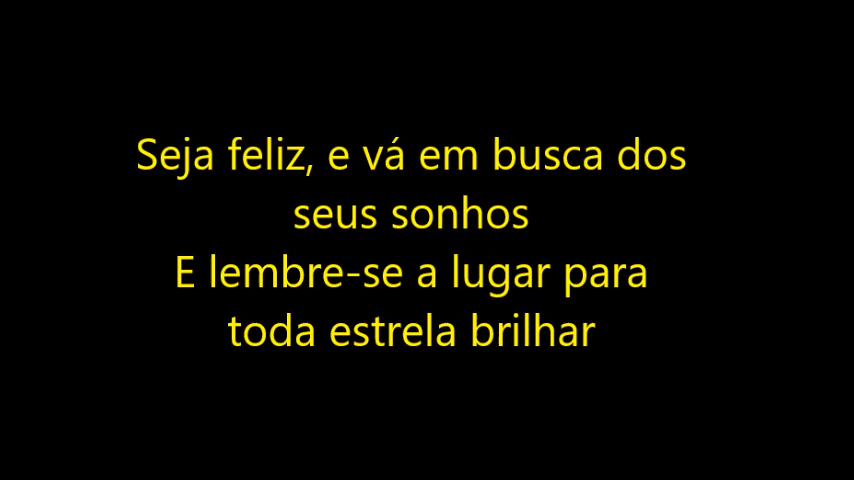 Seja feliz, e vá em busca dos
seus sonhos
E lembre-se a lugar para
toda estrela brilhar